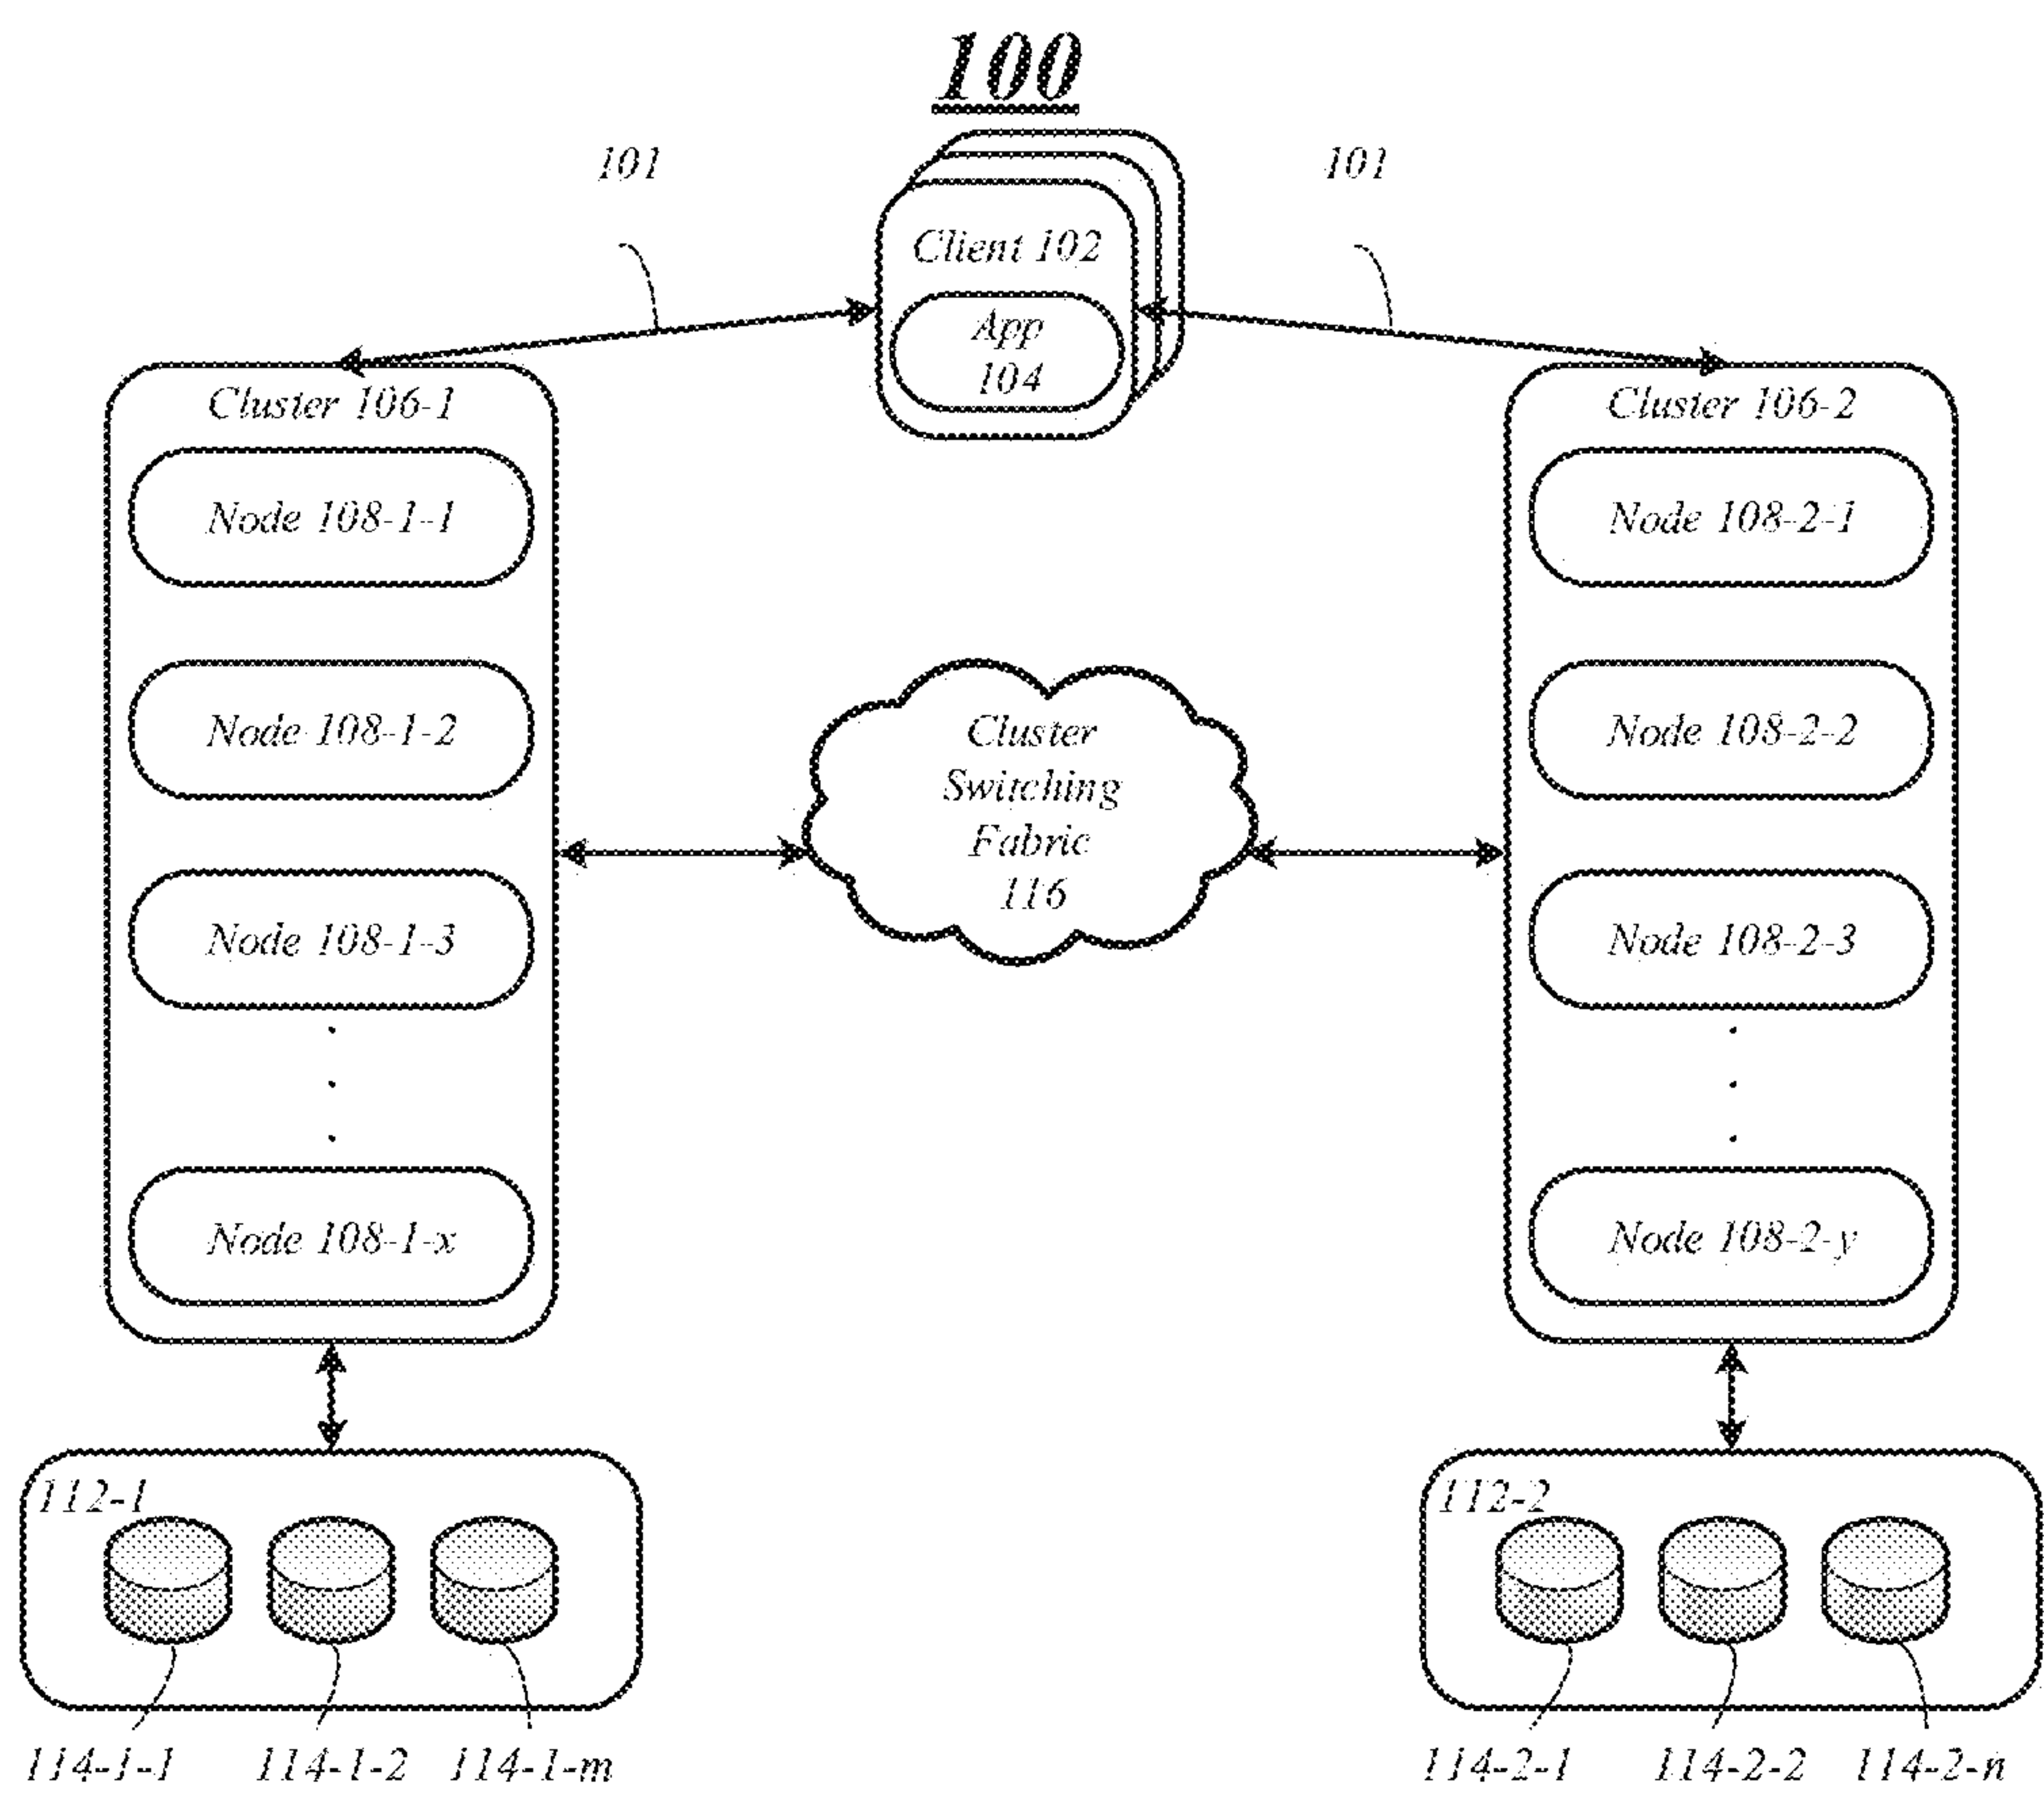 100
101
101
Client 102
App
104
Cluster 106-1
Cluster 106-2
Node 108-1-1
Node 108-2-1
Node 108-1-2
Node 108-2-2
Cluster
Switching
Fabric
116
Node 108-1-3
Node 108-2-3
Node 108-1-x
Node 108-2-y
112-1
112-2
114-1-1
114-1-2
114-1-m
114-2-1
114-2-2
114-2-n